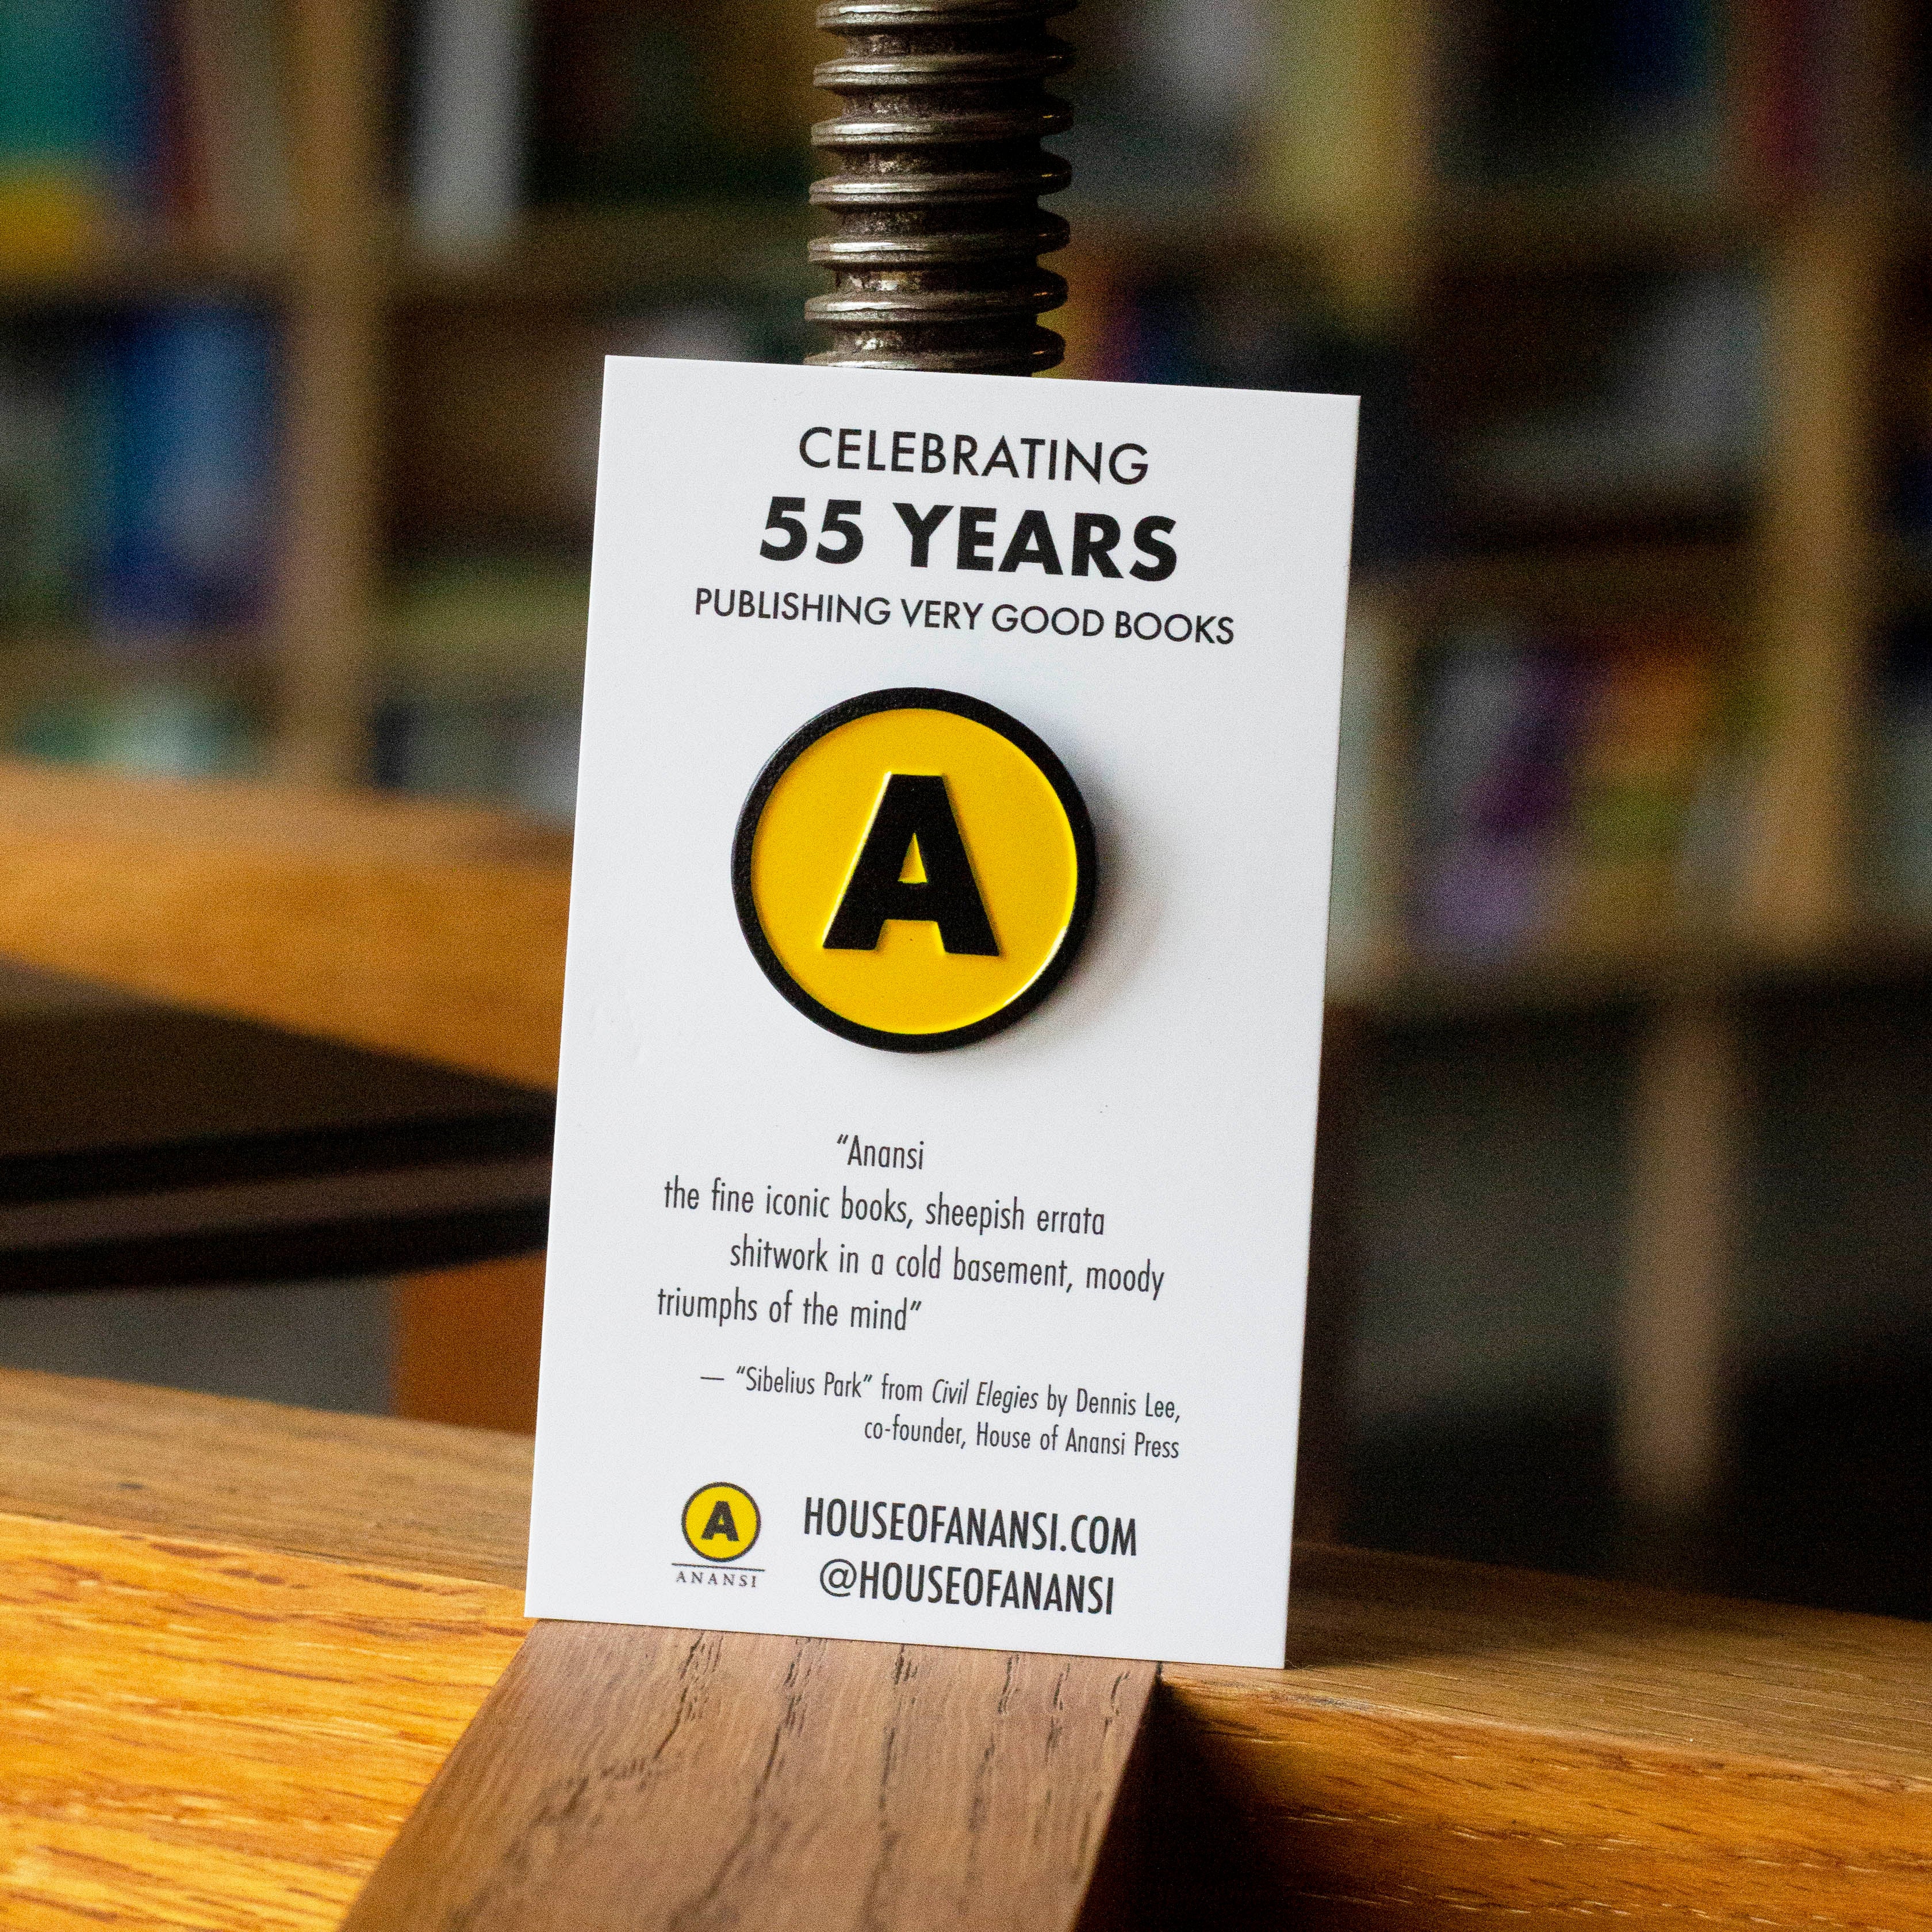 CELEBRATING
55 YEARS
PUBLISHING VERY GOOD BOOKS
A
“Anansi
the fine iconic books, sheepish errata
shitwork in a cold basement, moody
triumphs of the mind”
— “Sibelius Park” from Civil Elegies by Dennis Lee,
co-founder, House of Anansi Press
A
ANANSI
HOUSEOFANANSI.COM
@HOUSEOFANANSI